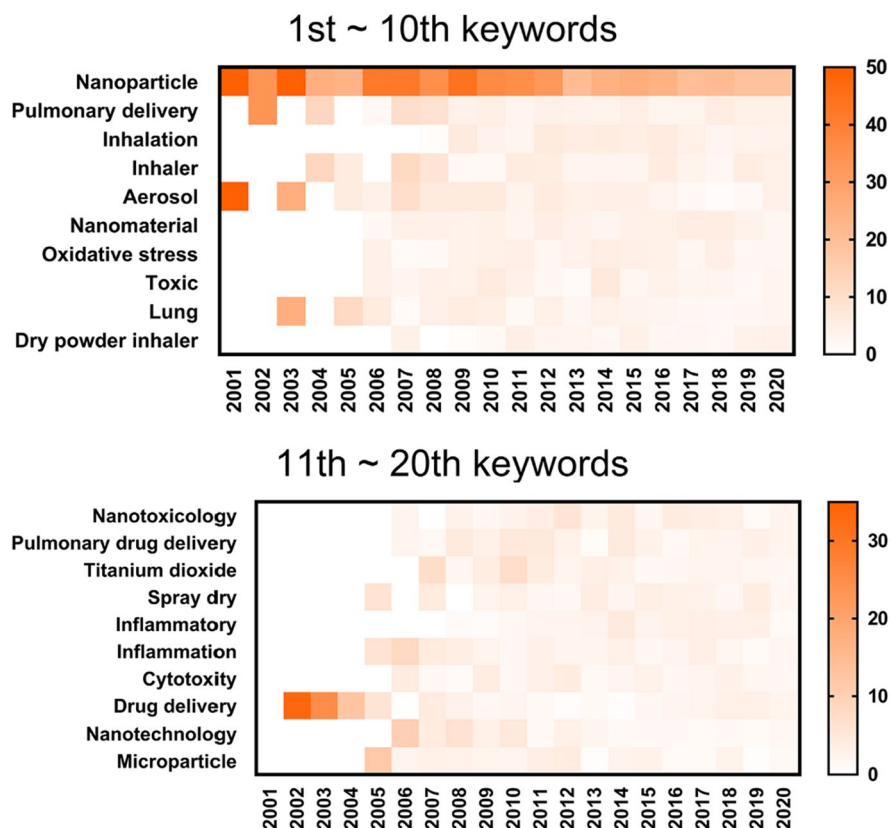 1st ~ 10th keywords
Nanoparticle
Pulmonary delivery
Inhalation
Inhaler
Aerosol
Nanomaterial
Oxidative stress
Toxic
Lung
Dry powder inhaler
50
40
30
20
10
0
2001 2002 2003 2004 2005 2006 2007 2008 2009 2010 2011 2012 2013 2014 2015 2016 2017 2018 2019 2020
11th ~ 20th keywords
Nanotoxicology
Pulmonary drug delivery
Titanium dioxide
Spray dry
Inflammatory
Inflammation
Cytotoxity
Drug delivery
Nanotechnology
Microparticle
30
20
10
0
2001 2002 2003 2004 2005 2006 2007 2008 2009 2010 2011 2012 2013 2014 2015 2016 2017 2018 2019 2020